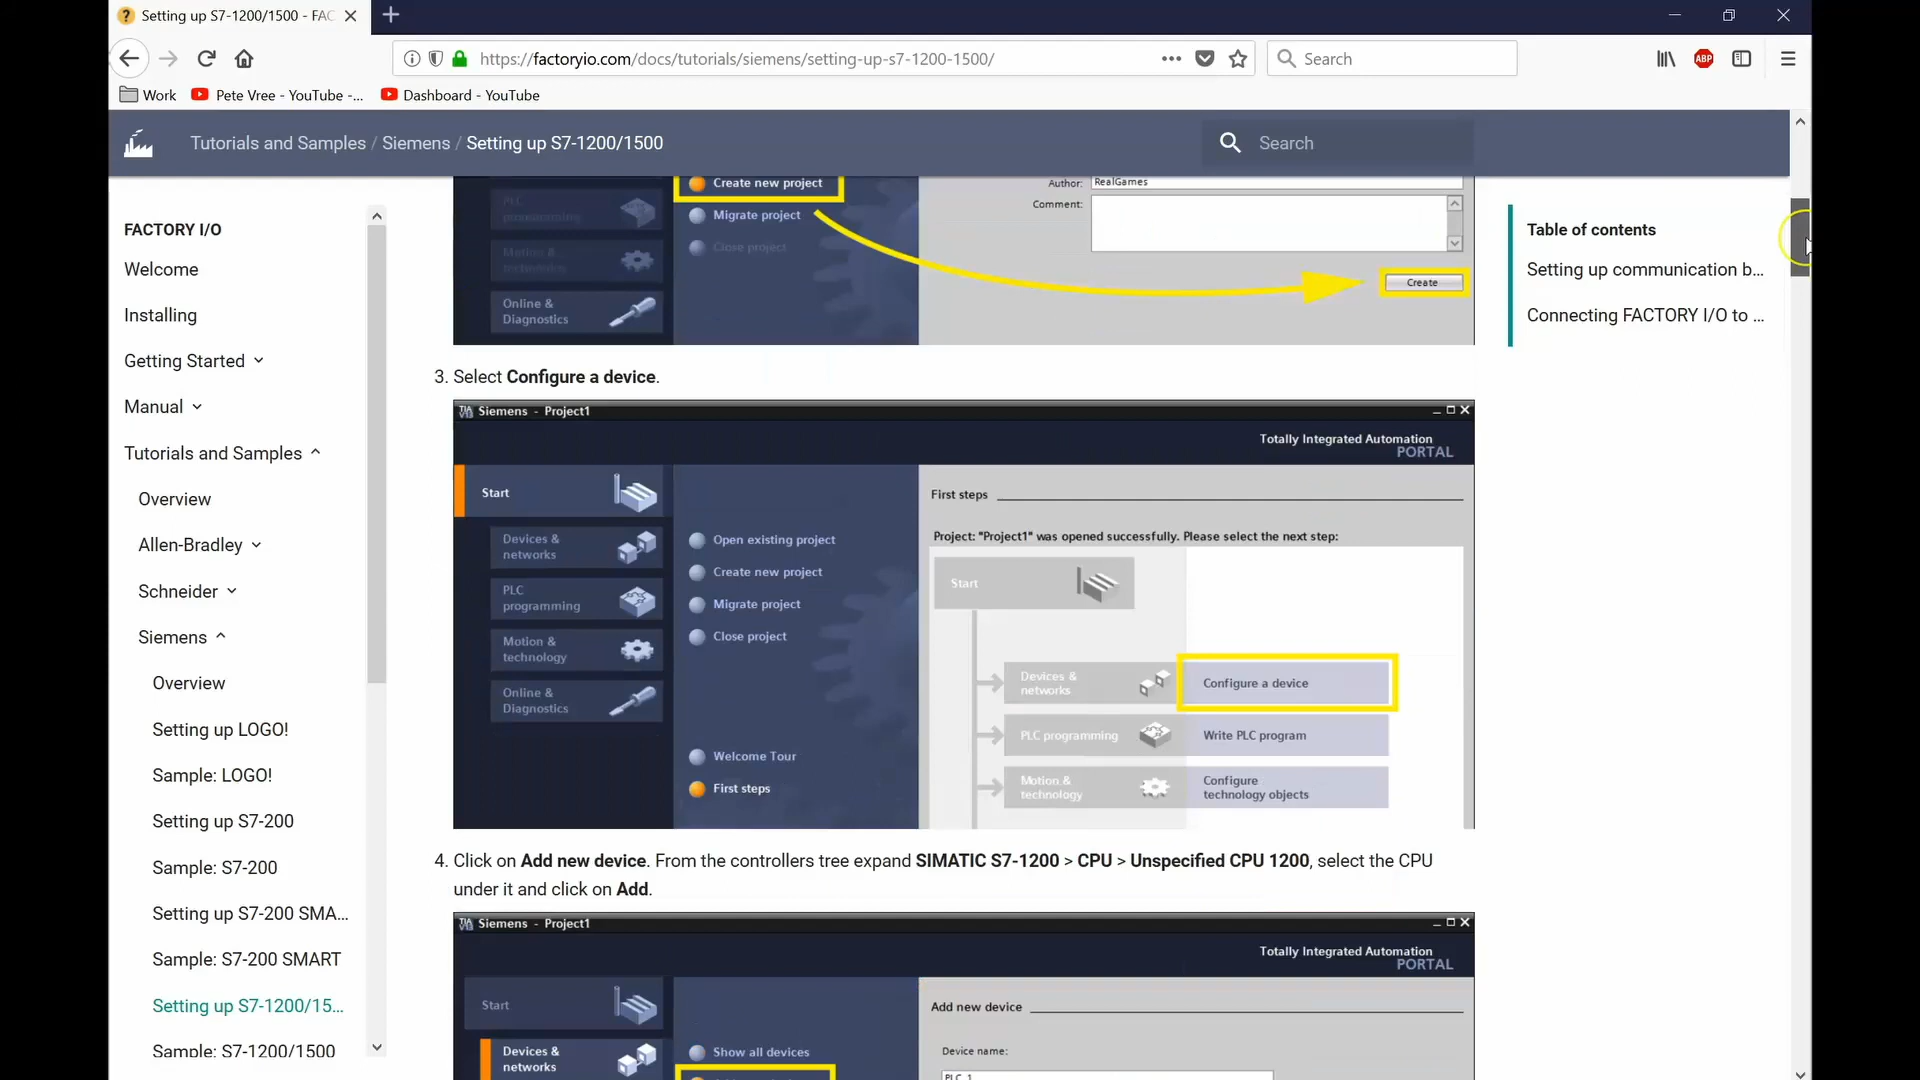 Setting up S7-1200/1500 - FAC
https://factoryio.com/docs/tutorials/siemens/setting-up-s7-1200-1500/
Search
ABP
Work
Pete Vree - YouTube -...
Dashboard - YouTube
Tutorials and Samples / Siemens / Setting up S7-1200/1500
Search
FACTORY I/O
Welcome
Installing
Getting Started
Manual
Tutorials and Samples
Overview
Allen-Bradley
Schneider
Siemens
Overview
Setting up LOGO!
Sample: LOGO!
Setting up S7-200
Sample: S7-200
Setting up S7-200 SMA...
Sample: S7-200 SMART
Setting up S7-1200/15...
Sample: S7-1200/1500
PLC
programming
Motion &
technology
Online &
Diagnostics
Create new project
Migrate project
Close project
Author: RealGames
Comment:
Create
3. Select Configure a device.
Siemens - Project1
Totally Integrated Automation
PORTAL
Start
Devices &
networks
PLC
programming
Motion &
technology
Online &
Diagnostics
Open existing project
Create new project
Migrate project
Close project
Welcome Tour
First steps
First steps
Project: "Project1" was opened successfully. Please select the next step:
Start
Devices &
networks
Configure a device
PLC programming
Write PLC program
Motion &
technology
Configure
technology objects
4. Click on Add new device. From the controllers tree expand SIMATIC S7-1200 > CPU > Unspecified CPU 1200, select the CPU
under it and click on Add.
Siemens - Project1
Totally Integrated Automation
PORTAL
Start
Devices &
networks
Show all devices
Add new device
Device name:
PLC_1
Table of contents
Setting up communication b...
Connecting FACTORY I/O to ...